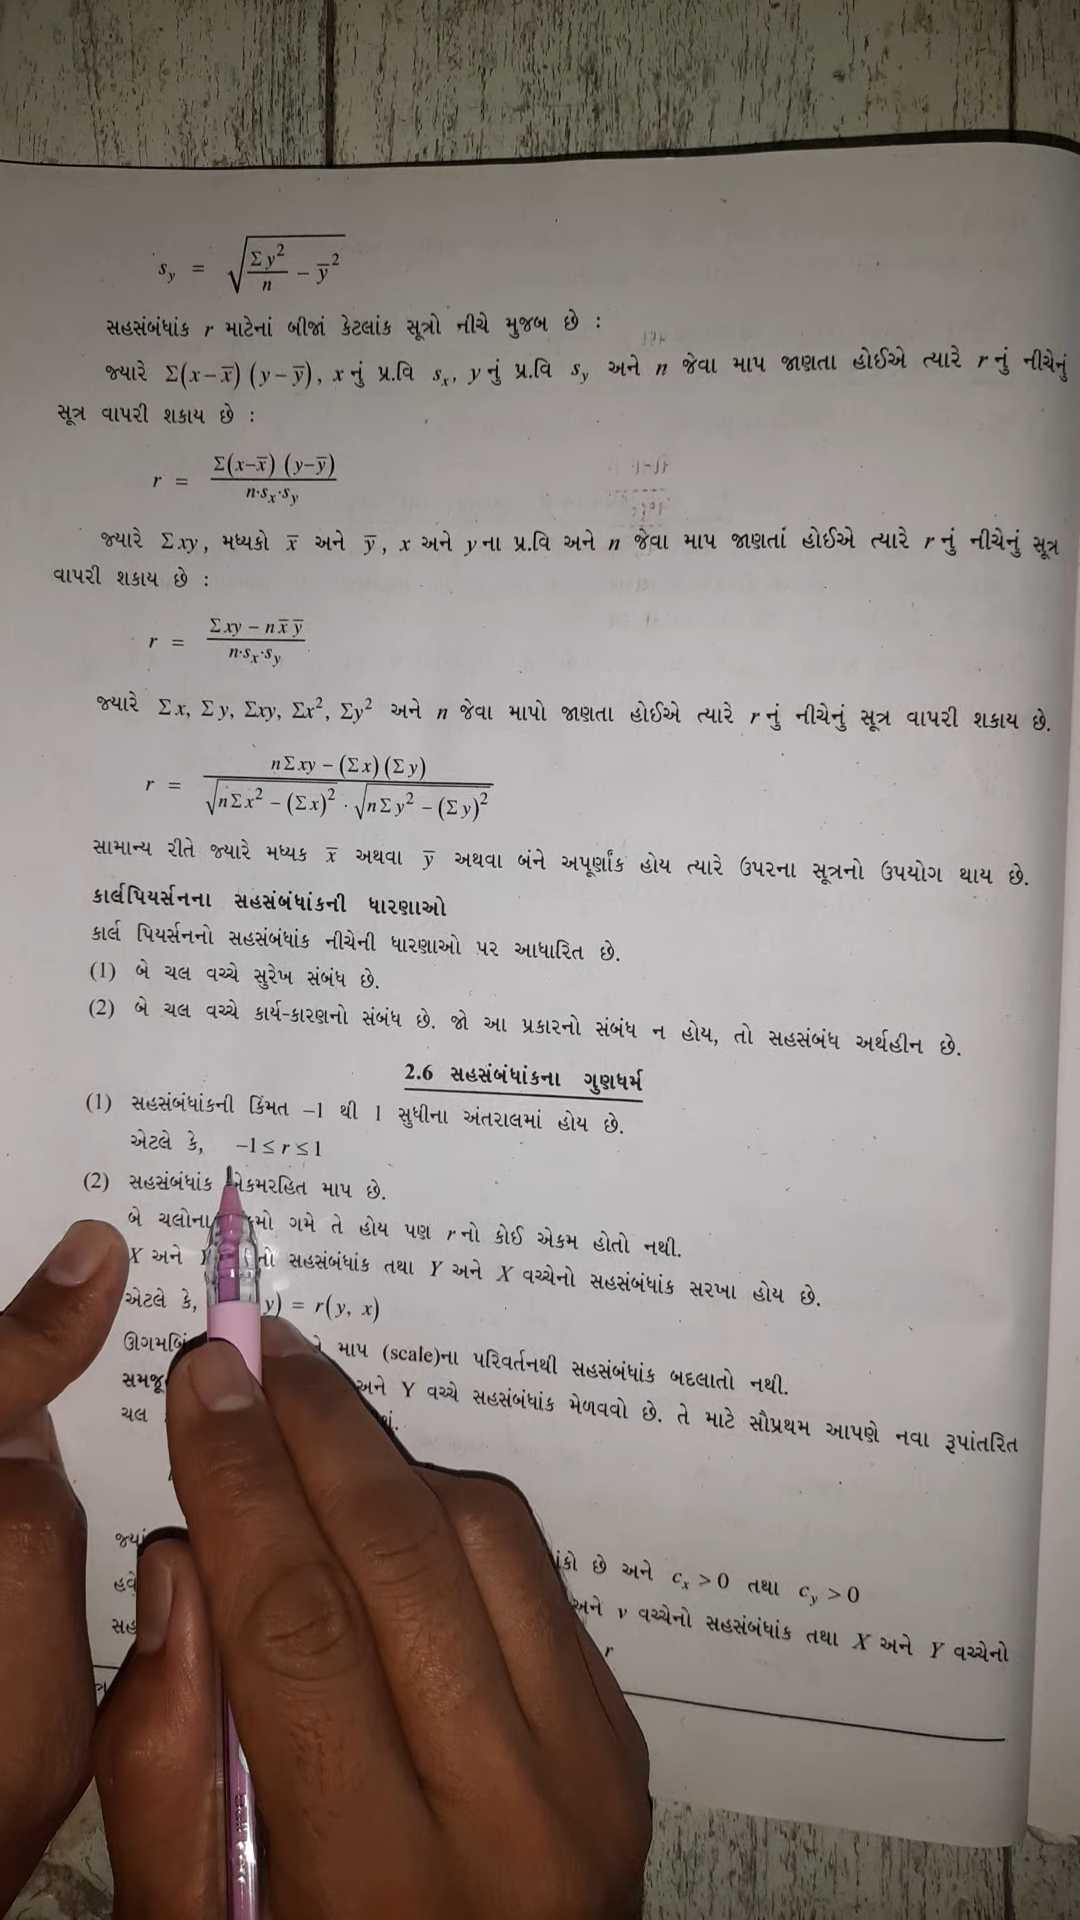 s_y = √(Σy²/n − ȳ²)
સહસંબંધાંક r માટેનાં બીજાં કેટલાંક સૂત્રો નીચે મુજબ છે :
જ્યારે Σ(x−x̄) (y−ȳ), x નું પ્ર.વિ s_x, y નું પ્ર.વિ s_y અને n જેવા માપ જાણતા હોઈએ ત્યારે r નું નીચેનું
સૂત્ર વાપરી શકાય છે :
r = Σ(x−x̄) (y−ȳ) / n·s_x·s_y
જ્યારે Σxy, મધ્યકો x̄ અને ȳ, x અને y ના પ્ર.વિ અને n જેવા માપ જાણતાં હોઈએ ત્યારે r નું નીચેનું સૂત્ર
વાપરી શકાય છે :
r = (Σxy − n x̄ ȳ) / n·s_x·s_y
જ્યારે Σx, Σy, Σxy, Σx², Σy² અને n જેવા માપો જાણતા હોઈએ ત્યારે r નું નીચેનું સૂત્ર વાપરી શકાય છે.
r = (nΣxy − (Σx)(Σy)) / (√(nΣx² − (Σx)²) · √(nΣy² − (Σy)²))
સામાન્ય રીતે જ્યારે મધ્યક x̄ અથવા ȳ અથવા બંને અપૂર્ણાંક હોય ત્યારે ઉપરના સૂત્રનો ઉપયોગ થાય છે.
કાર્લપિયર્સનના સહસંબંધાંકની ધારણાઓ
કાર્લ પિયર્સનનો સહસંબંધાંક નીચેની ધારણાઓ પર આધારિત છે.
(1) બે ચલ વચ્ચે સુરેખ સંબંધ છે.
(2) બે ચલ વચ્ચે કાર્ય-કારણનો સંબંધ છે. જો આ પ્રકારનો સંબંધ ન હોય, તો સહસંબંધ અર્થહીન છે.
2.6 સહસંબંધાંકના ગુણધર્મ
(1) સહસંબંધાંકની કિંમત −1 થી 1 સુધીના અંતરાલમાં હોય છે.
એટલે કે, −1 ≤ r ≤ 1
(2) સહસંબંધાંક એકમરહિત માપ છે.
બે ચલોના ગમે તે હોય પણ r નો કોઈ એકમ હોતો નથી.
X અને સહસંબંધાંક તથા Y અને X વચ્ચેનો સહસંબંધાંક સરખા હોય છે.
એટલે કે, y) = r(y, x)
માપ (scale)ના પરિવર્તનથી સહસંબંધાંક બદલાતો નથી.
અને Y વચ્ચે સહસંબંધાંક મેળવવો છે. તે માટે સૌપ્રથમ આપણે નવા રૂપાંતરિત
ચલ
છે અને c_x > 0 તથા c_y > 0
અને v વચ્ચેનો સહસંબંધાંક તથા X અને Y વચ્ચેનો
r